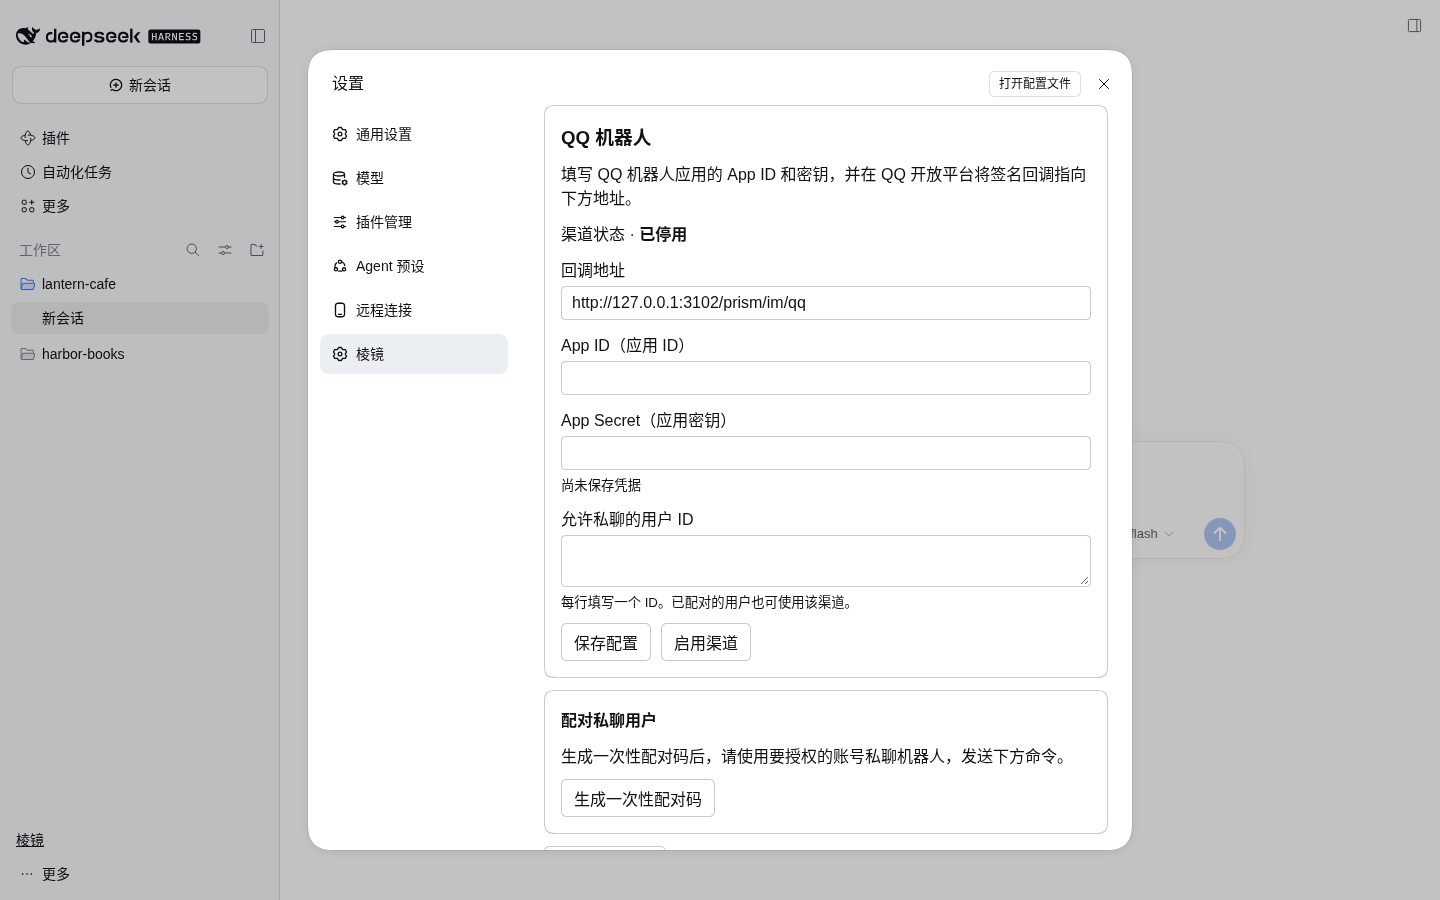 deepseek HARNESS
新会话
插件
自动化任务
更多
工作区
lantern-cafe
新会话
harbor-books
棱镜
更多
设置
打开配置文件
通用设置
模型
插件管理
Agent 预设
远程连接
棱镜
QQ 机器人
填写 QQ 机器人应用的 App ID 和密钥，并在 QQ 开放平台将签名回调指向
下方地址。
渠道状态 · 已停用
回调地址
http://127.0.0.1:3102/prism/im/qq
App ID（应用 ID）
App Secret（应用密钥）
尚未保存凭据
允许私聊的用户 ID
每行填写一个 ID。已配对的用户也可使用该渠道。
保存配置
启用渠道
配对私聊用户
生成一次性配对码后，请使用要授权的账号私聊机器人，发送下方命令。
生成一次性配对码
flash